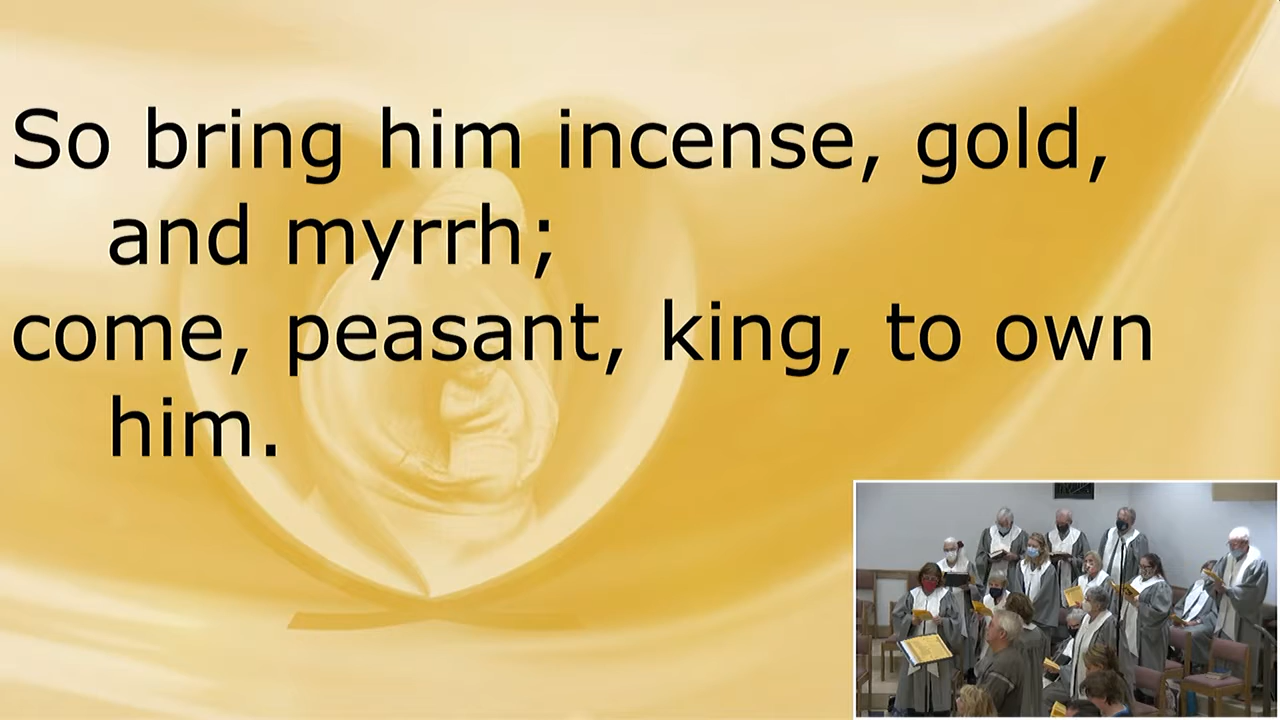 So bring him incense, gold,
and myrrh;
come, peasant, king, to own
him.